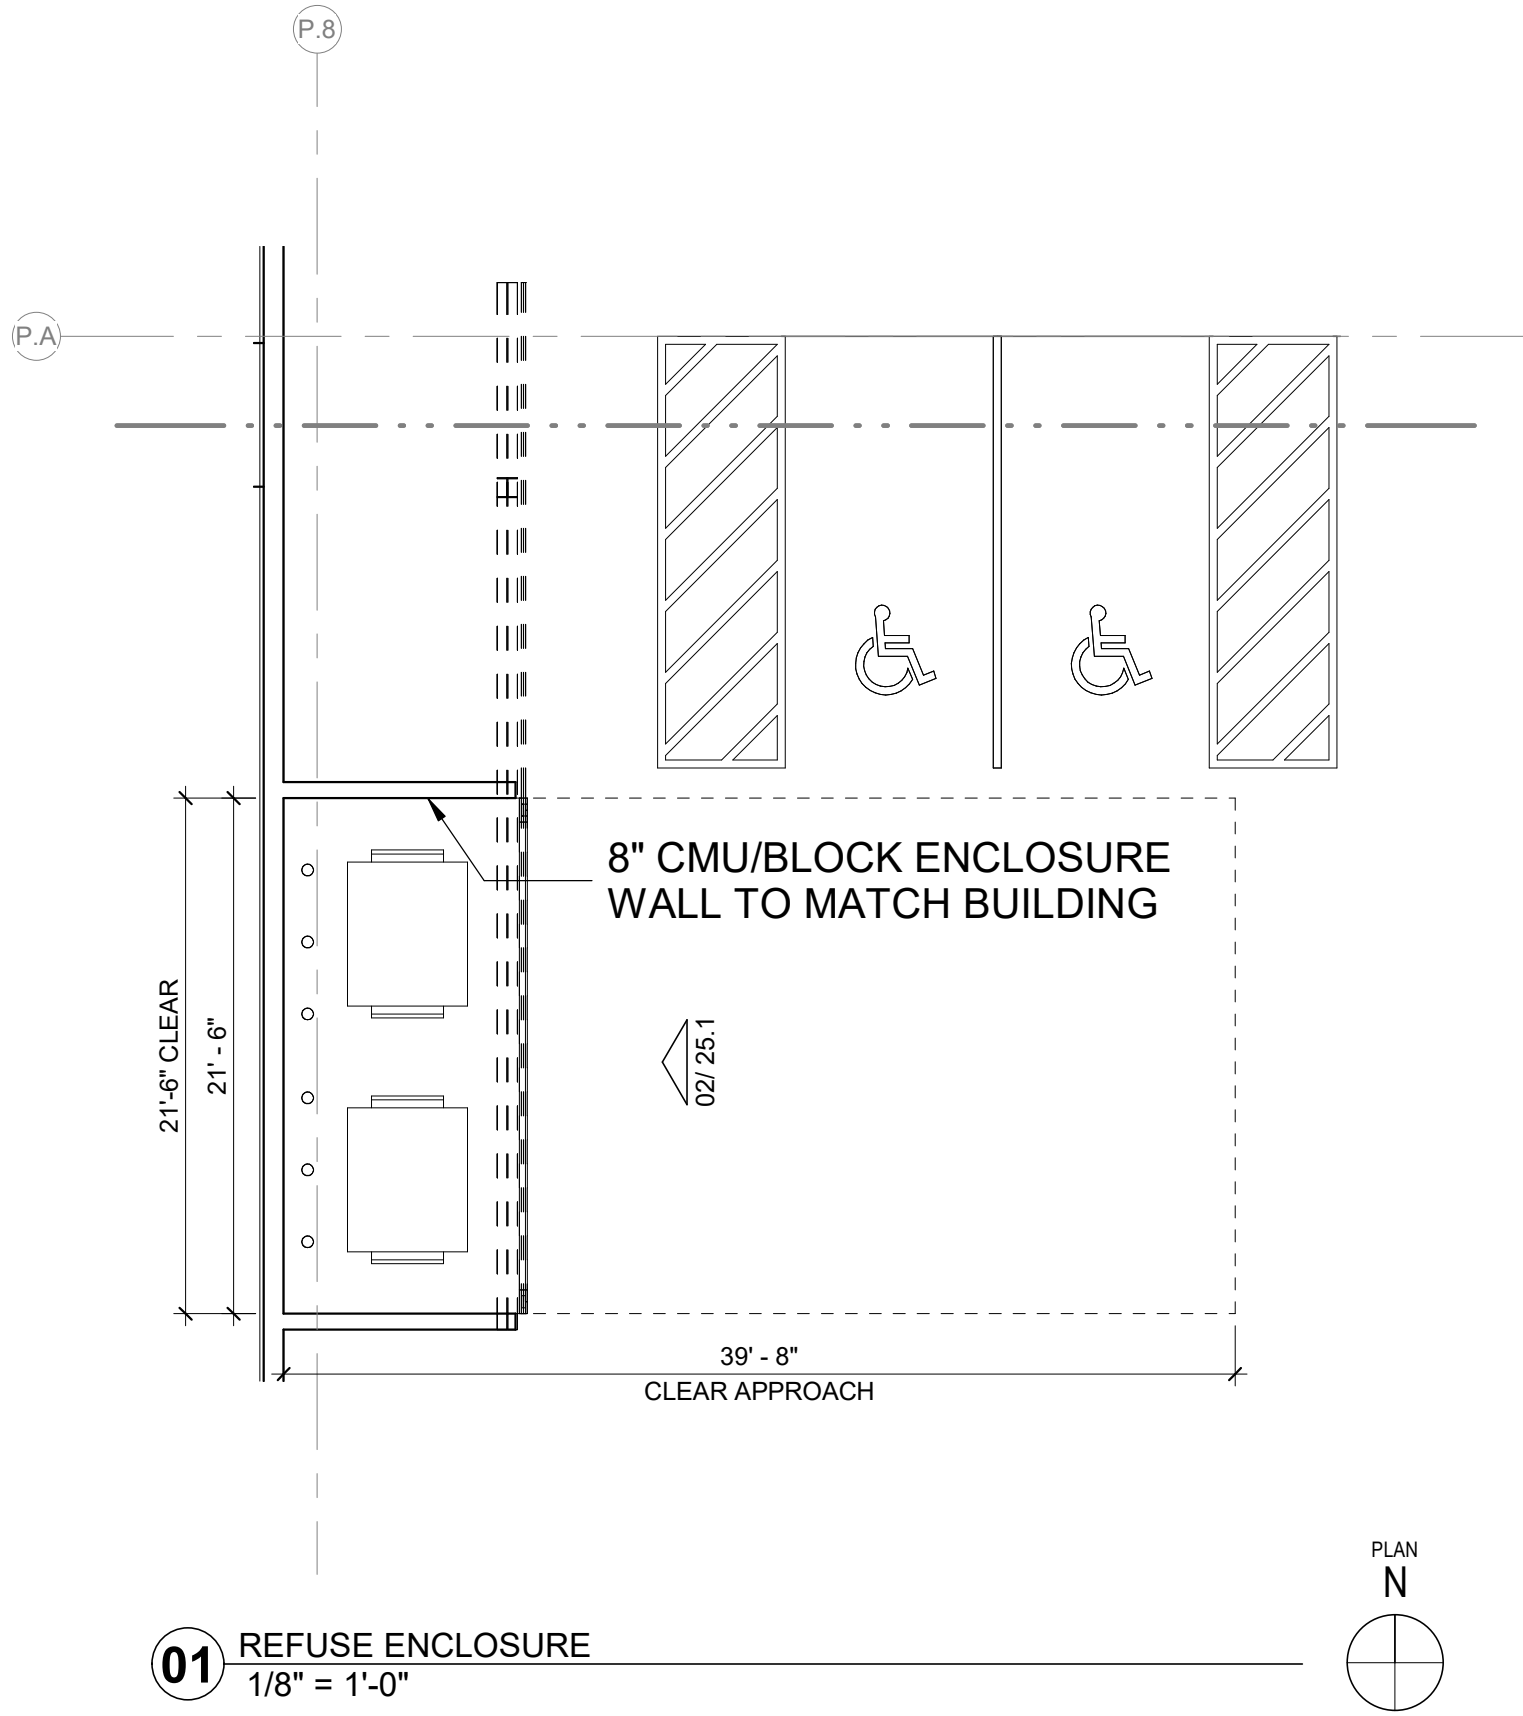 P.8
P.A
8" CMU/BLOCK ENCLOSURE
WALL TO MATCH BUILDING
21'-6" CLEAR
21' - 6"
02/ 25.1
39' - 8"
CLEAR APPROACH
PLAN
N
01
REFUSE ENCLOSURE
1/8" = 1'-0"